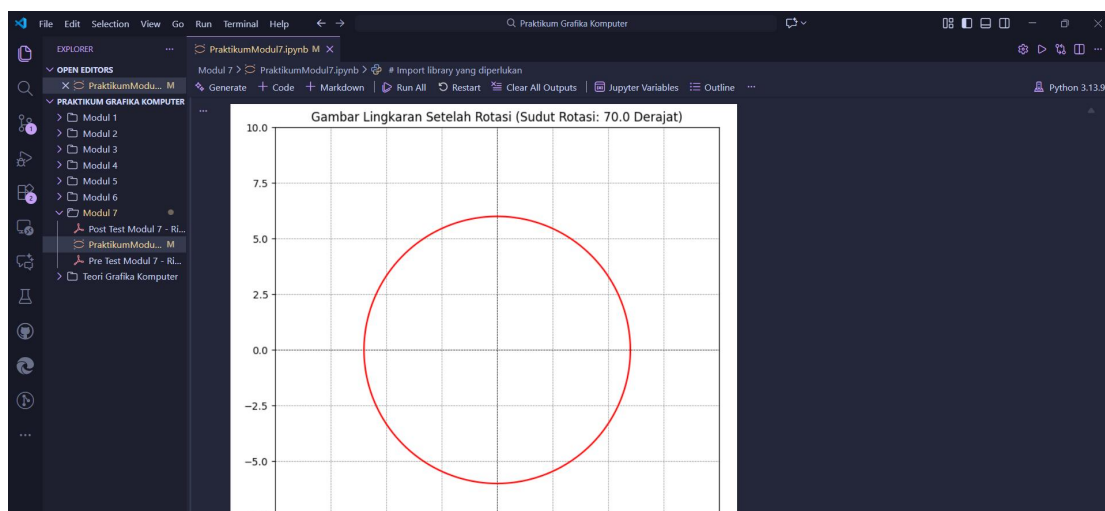 File Edit Selection View Go Run Terminal Help
Praktikum Grafika Komputer
EXPLORER
PraktikumModul7.ipynb M
OPEN EDITORS
PraktikumModu... M
Modul 7 > PraktikumModul7.ipynb > # Import library yang diperlukan
Generate + Code + Markdown Run All Restart Clear All Outputs Jupyter Variables Outline ...
Python 3.13.9
PRAKTIKUM GRAFIKA KOMPUTER
Modul 1
Modul 2
Modul 3
Modul 4
Modul 5
Modul 6
Modul 7
Post Test Modul 7 - Ri...
PraktikumModu... M
Pre Test Modul 7 - Ri...
Teori Grafika Komputer
1
2
Gambar Lingkaran Setelah Rotasi (Sudut Rotasi: 70.0 Derajat)
10.0
7.5
5.0
2.5
0.0
−2.5
−5.0